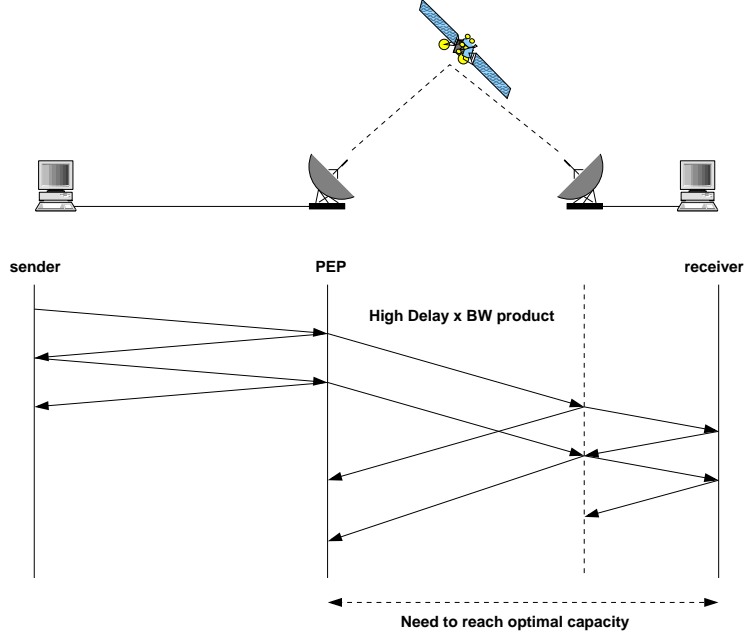 sender
PEP
receiver
High Delay x BW product
Need to reach optimal capacity